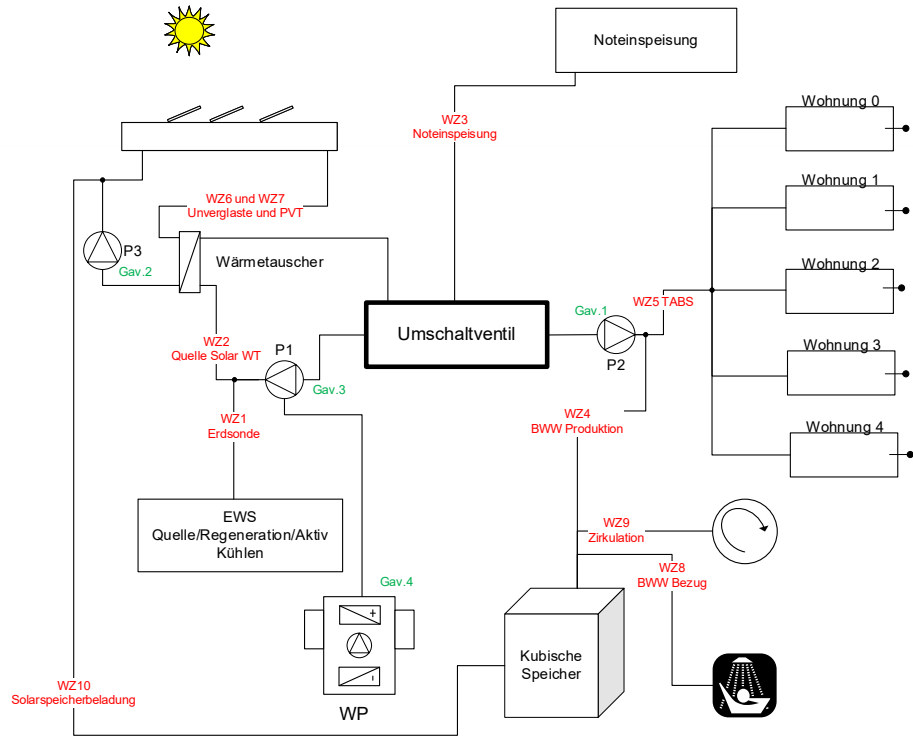 Noteinspeisung
WZ3
Noteinspeisung
Wohnung 0
Wohnung 1
Wohnung 2
Wohnung 3
Wohnung 4
WZ6 und WZ7
Unverglaste und PVT
P3
Gav.2
Wärmetauscher
WZ2
Quelle Solar WT
P1
Gav.3
Umschaltventil
Gav.1
P2
WZ5 TABS
WZ1
Erdsonde
WZ4
BWW Produktion
EWS
Quelle/Regeneration/Aktiv
Kühlen
WZ9
Zirkulation
WZ8
BWW Bezug
Gav.4
+
-
WP
Kubische
Speicher
WZ10
Solarspeicherbeladung